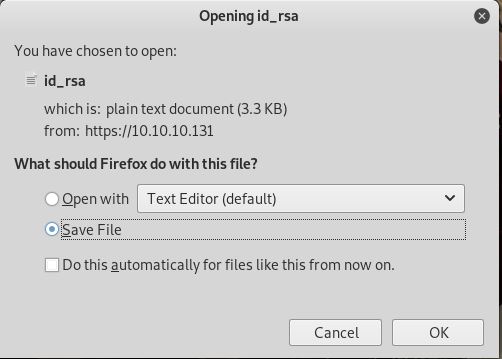 Opening id_rsa
You have chosen to open:
id_rsa
which is: plain text document (3.3 KB)
from: https://10.10.10.131
What should Firefox do with this file?
Open with Text Editor (default)
Save File
Do this automatically for files like this from now on.
Cancel OK